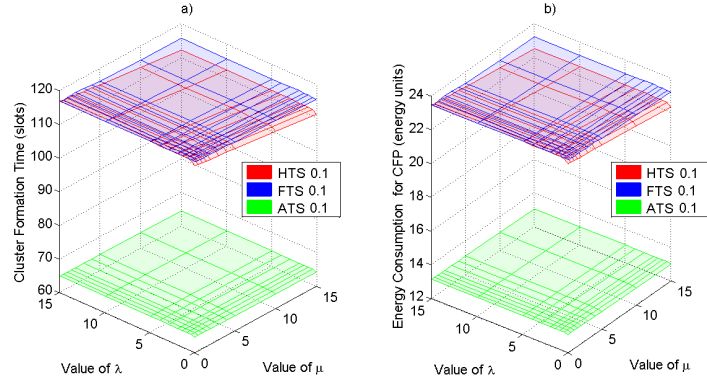 a)
Cluster Formation Time (slots)
120
110
100
90
80
70
60
15
10
5
0
Value of λ
0
5
10
15
Value of μ
HTS 0.1
FTS 0.1
ATS 0.1
b)
Energy Consumption for CFP (energy units)
24
22
20
18
16
14
12
15
10
5
0
Value of λ
0
5
10
15
Value of μ
HTS 0.1
FTS 0.1
ATS 0.1